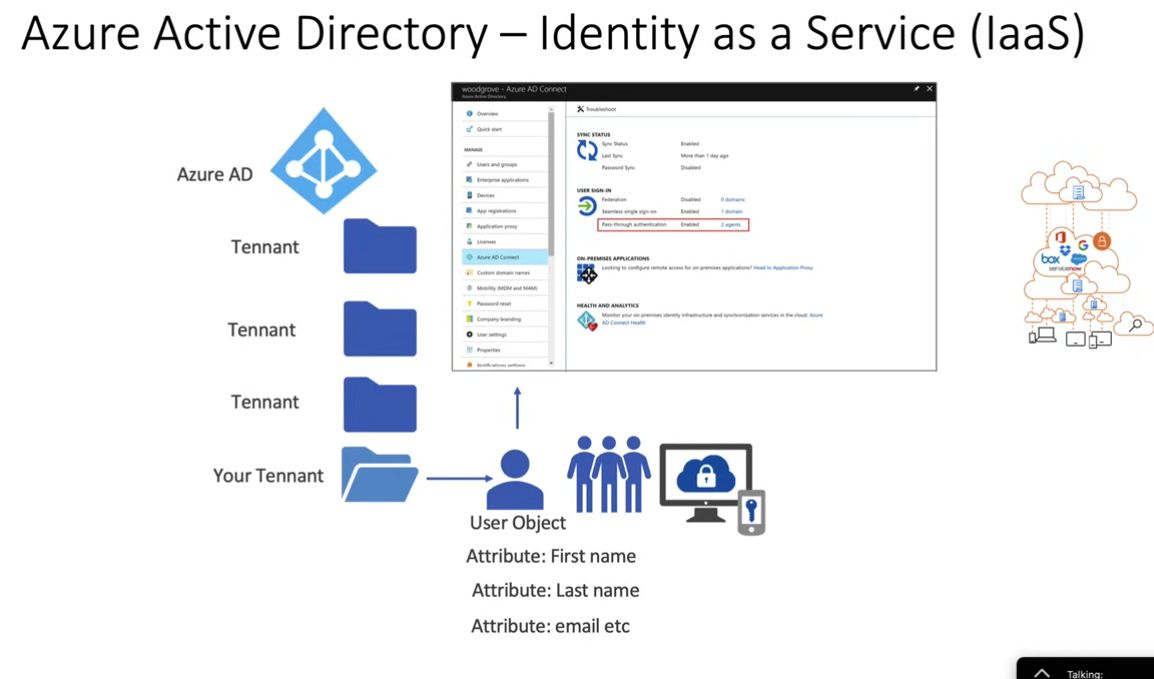 Azure Active Directory – Identity as a Service (IaaS)
Azure AD
Tennant
Tennant
Tennant
Your Tennant
woodgrove - Azure AD Connect
Azure Active Directory
Overview
Quick start
MANAGE
Users and groups
Enterprise applications
Devices
App registrations
Application proxy
Licenses
Azure AD Connect
Custom domain names
Mobility (MDM and MAM)
Password reset
Company branding
User settings
Properties
Notifications settings
Troubleshoot
SYNC STATUS
Sync Status Enabled
Last Sync More than 1 day ago
Password Sync Disabled
USER SIGN-IN
Federation Disabled 0 domains
Seamless single sign-on Enabled 1 domain
Pass-through authentication Enabled 2 agents
ON-PREMISES APPLICATIONS
Looking to configure remote access for on-premises applications? Head to Application Proxy
HEALTH AND ANALYTICS
Monitor your on-premises identity infrastructure and synchronization services in the cloud. Azure
AD Connect Health
G
box
servicenow
User Object
Attribute: First name
Attribute: Last name
Attribute: email etc
Talking: